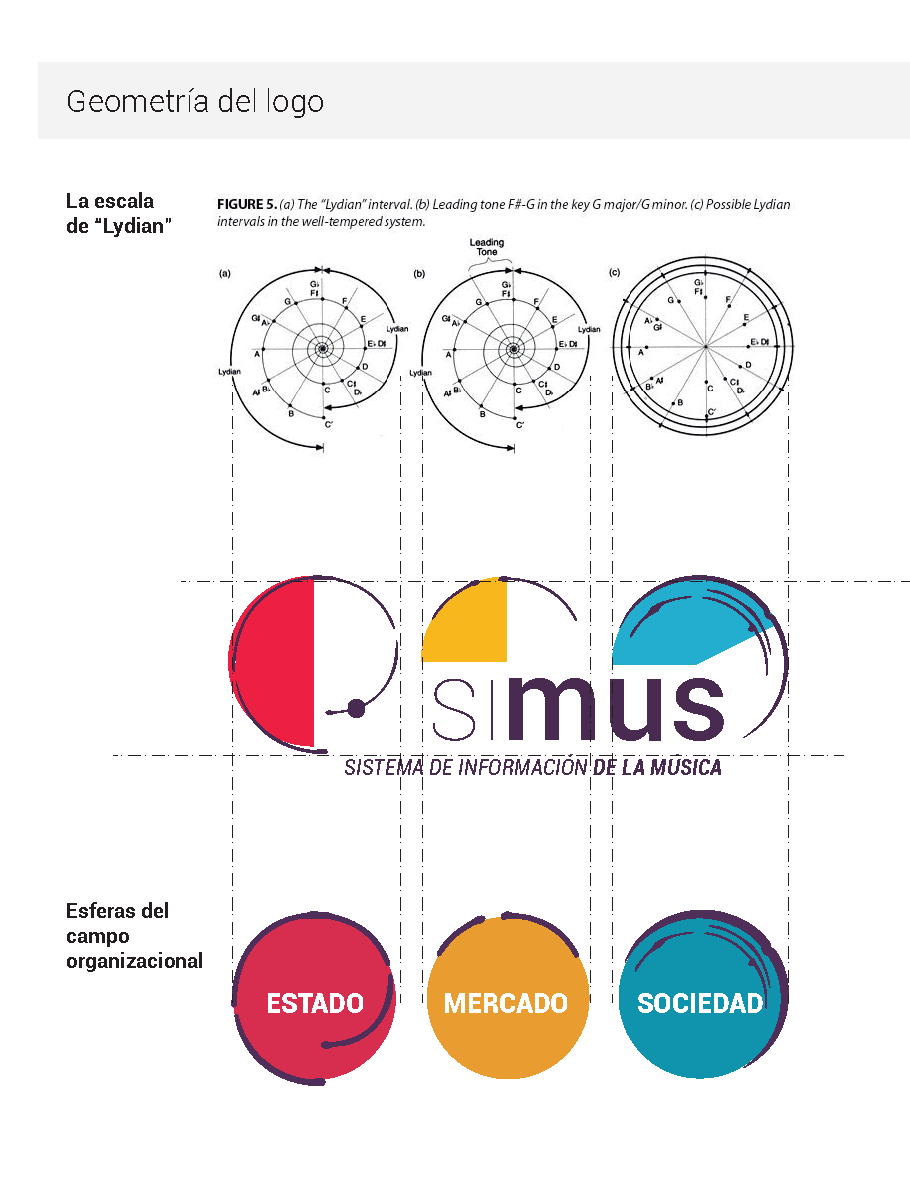 Geometría del logo
La escala
de “Lydian”
FIGURE 5. (a) The “Lydian” interval. (b) Leading tone F#-G in the key G major/G minor. (c) Possible Lydian
intervals in the well-tempered system.
(a)
G♭
F♯
G
F
G♯
A♭
E
Lydian
A
E♭ D♯
D
Lydian
B♭
A♯
C
C♯
D♭
B
C'
(b)
Leading
Tone
G♭
F♯
G
F
G♯
A♭
E
Lydian
A
E♭ D♯
D
Lydian
B♭
A♯
C
C♯
D♭
B
C'
(c)
G♭
F♯
G
F
A♭
G♯
E
A
E♭ D♯
D
B♭
A♯
C
C♯
D♭
B
C'
SImus
SISTEMA DE INFORMACIÓN DE LA MÚSICA
Esferas del
campo
organizacional
ESTADO
MERCADO
SOCIEDAD